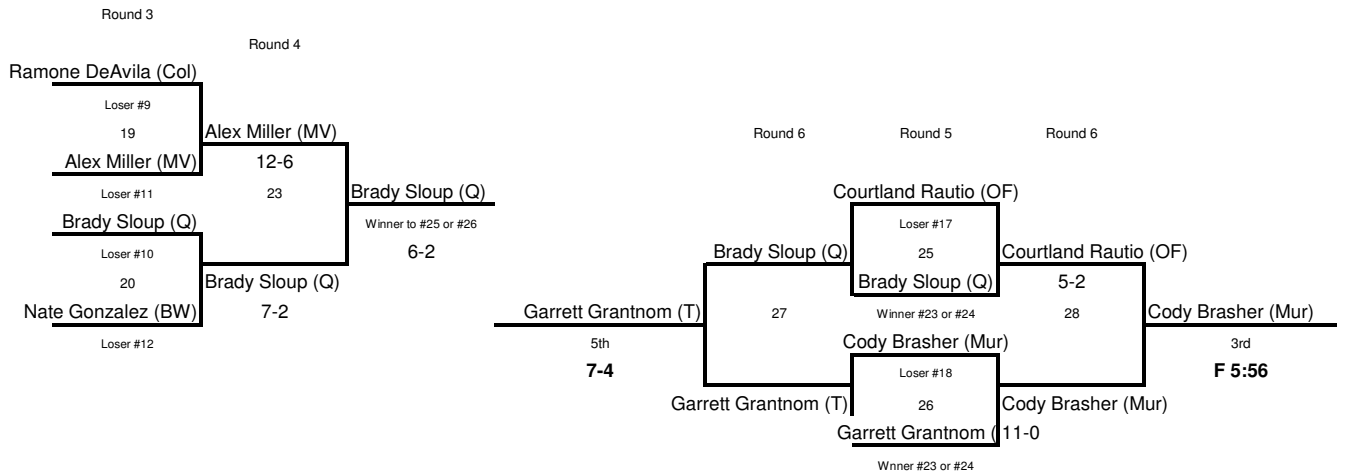 Round 3
Round 4
Ramone DeAvila (Col)
Loser #9
19
Alex Miller (MV)
Alex Miller (MV)
12-6
Loser #11
23
Brady Sloup (Q)
Brady Sloup (Q)
Winner to #25 or #26
6-2
Loser #10
20
Brady Sloup (Q)
Nate Gonzalez (BW)
7-2
Loser #12
Round 6
Round 5
Round 6
Courtland Rautio (OF)
Loser #17
Brady Sloup (Q)
25
Courtland Rautio (OF)
Brady Sloup (Q)
5-2
Garrett Grantnom (T)
27
Winner #23 or #24
28
Cody Brasher (Mur)
5th
Cody Brasher (Mur)
3rd
7-4
Loser #18
F 5:56
Garrett Grantnom (T)
26
Cody Brasher (Mur)
Garrett Grantnom (
11-0
Wnner #23 or #24